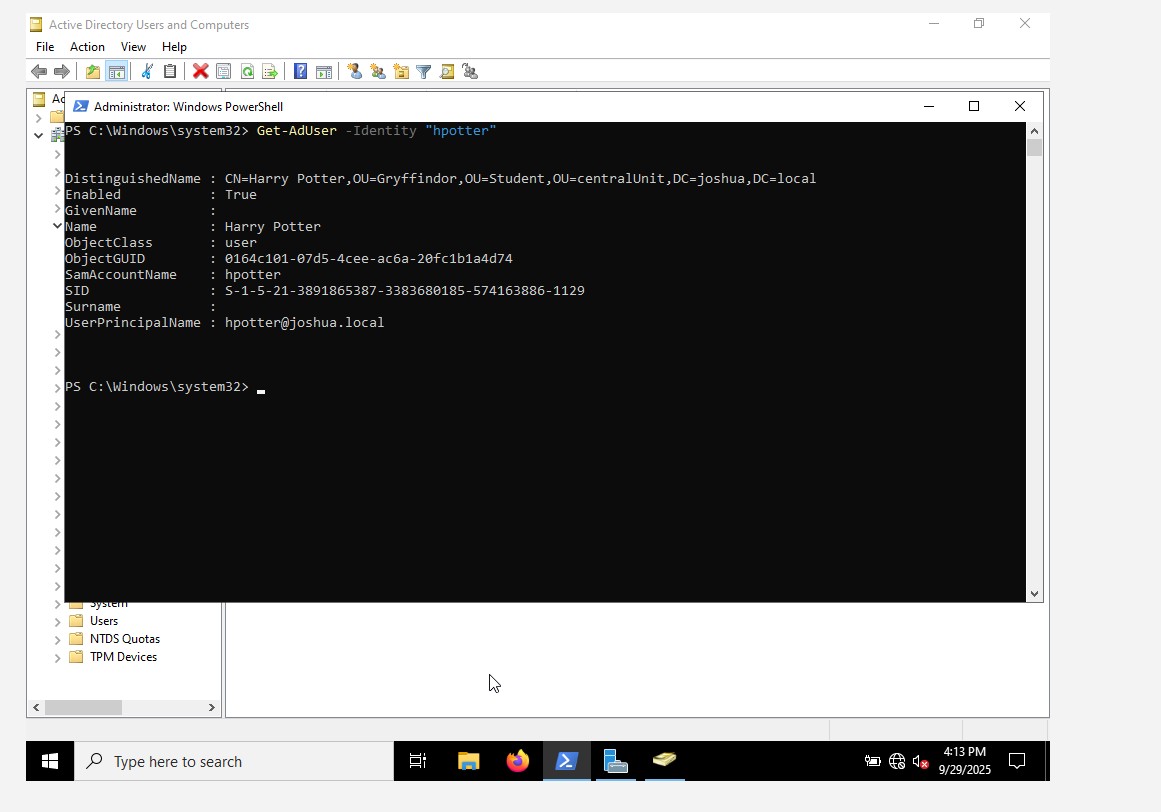 Active Directory Users and Computers
File Action View Help
Administrator: Windows PowerShell
PS C:\Windows\system32> Get-AdUser -Identity "hpotter"
DistinguishedName : CN=Harry Potter,OU=Gryffindor,OU=Student,OU=centralUnit,DC=joshua,DC=local
Enabled : True
GivenName :
Name : Harry Potter
ObjectClass : user
ObjectGUID : 0164c101-07d5-4cee-ac6a-20fc1b1a4d74
SamAccountName : hpotter
SID : S-1-5-21-3891865387-3383680185-574163886-1129
Surname :
UserPrincipalName : hpotter@joshua.local
PS C:\Windows\system32>
System
Users
NTDS Quotas
TPM Devices
Type here to search
4:13 PM
9/29/2025